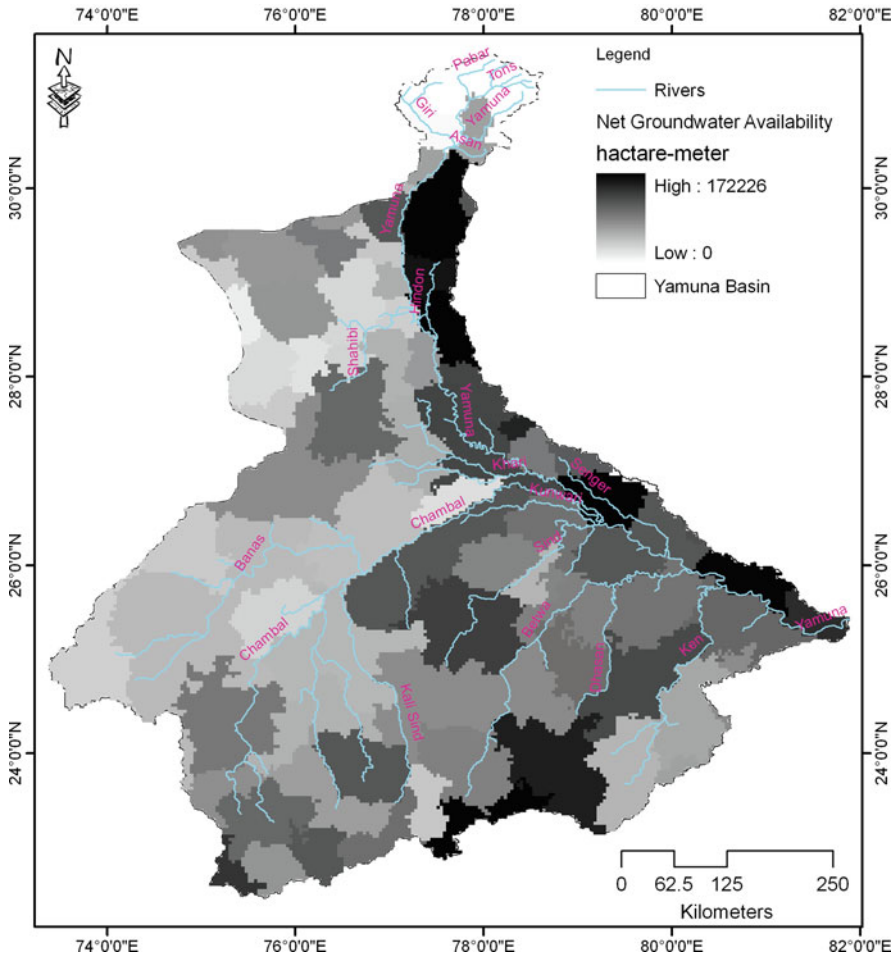 74°0'0"E 76°0'0"E 78°0'0"E 80°0'0"E 82°0'0"E
N
Pabar
Tons
Giri
Yamuna
Asan
Legend
Rivers
Net Groundwater Availability
hactare-meter
High : 172226
Low : 0
Yamuna Basin
30°0'0"N 30°0'0"N
Yamuna
Hindon
Shahibi
28°0'0"N 28°0'0"N
Yamuna
Khari
Kunwari
Senger
Chambal
Sind
Banas
26°0'0"N 26°0'0"N
Betwa
Yamuna
Chambal
Ken
Kali Sind
24°0'0"N 24°0'0"N
0 62.5 125 250
Kilometers
74°0'0"E 76°0'0"E 78°0'0"E 80°0'0"E 82°0'0"E